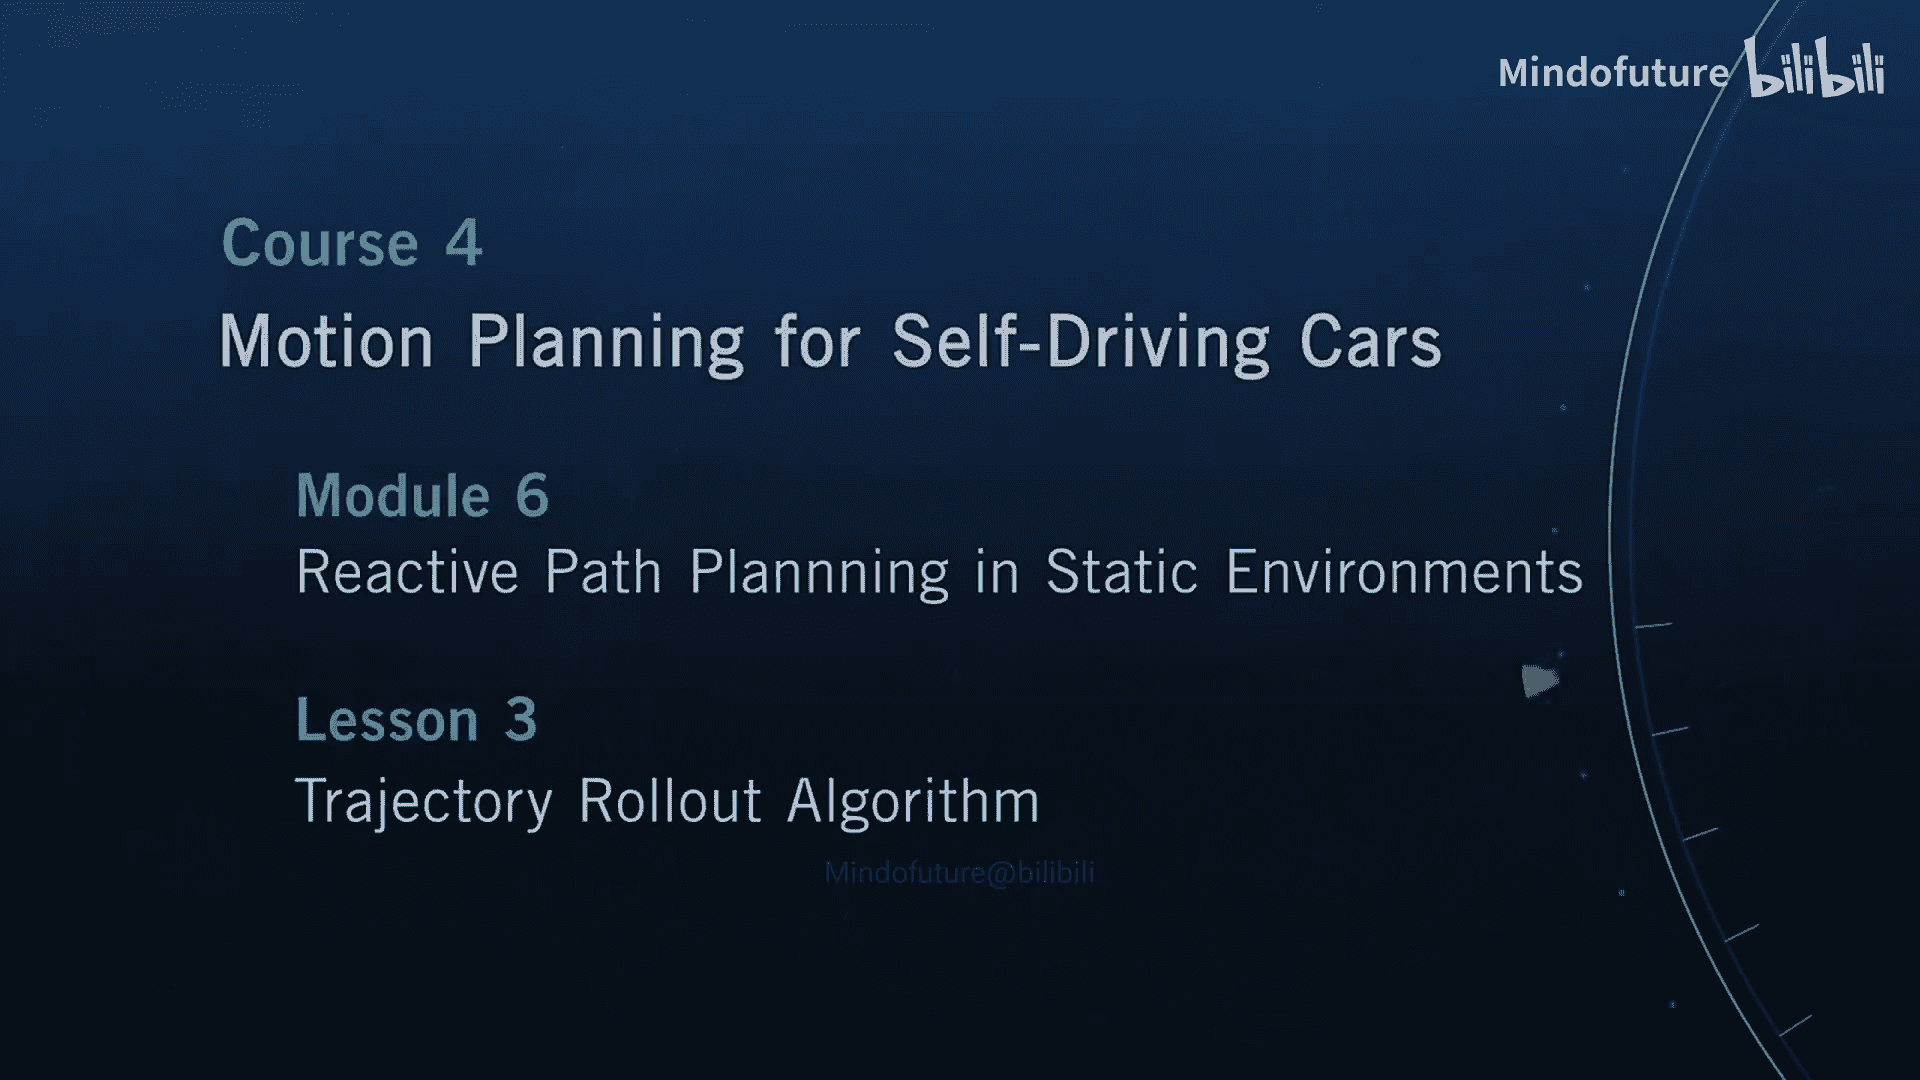 Mindofuture bilibili
Course 4
Motion Planning for Self-Driving Cars
Module 6
Reactive Path Plannning in Static Environments
Lesson 3
Trajectory Rollout Algorithm
Mindofuture@bilibili